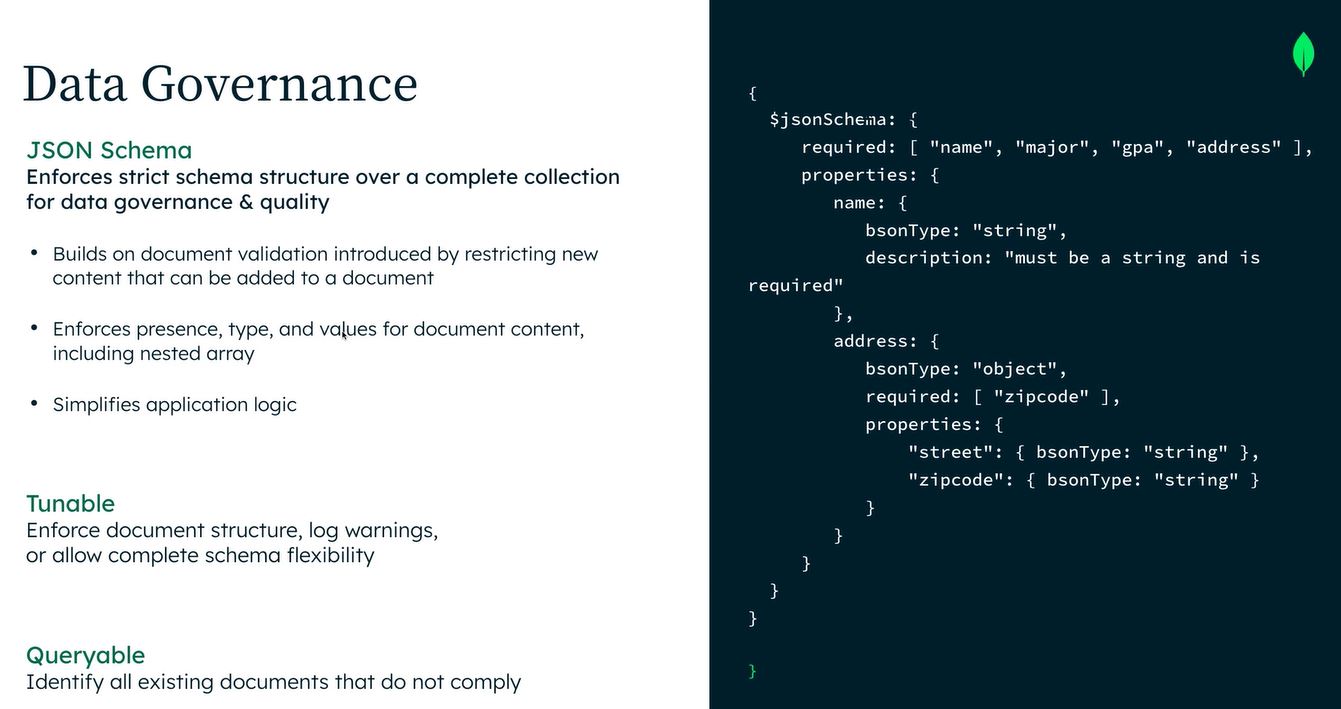 Data Governance
JSON Schema
Enforces strict schema structure over a complete collection
for data governance & quality
• Builds on document validation introduced by restricting new
content that can be added to a document
• Enforces presence, type, and values for document content,
including nested array
• Simplifies application logic
Tunable
Enforce document structure, log warnings,
or allow complete schema flexibility
Queryable
Identify all existing documents that do not comply
{
  $jsonSchema: {
     required: [ "name", "major", "gpa", "address" ],
     properties: {
        name: {
           bsonType: "string",
           description: "must be a string and is
required"
        },
        address: {
           bsonType: "object",
           required: [ "zipcode" ],
           properties: {
               "street": { bsonType: "string" },
               "zipcode": { bsonType: "string" }
           }
        }
     }
  }
}
}